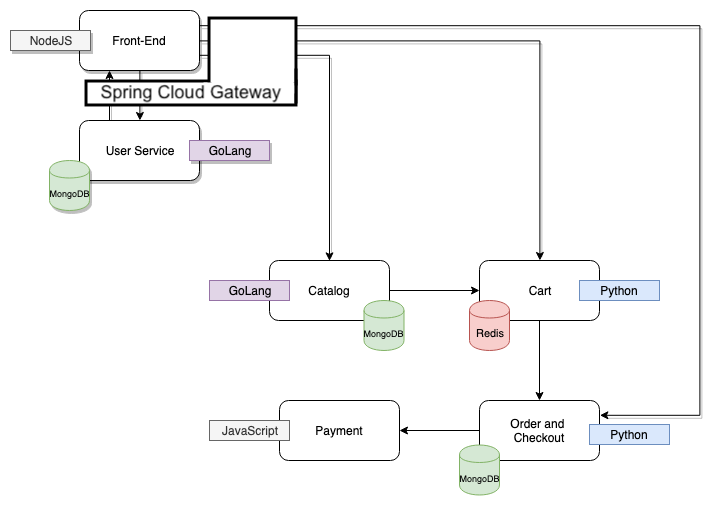 NodeJS
Front-End
Spring Cloud Gateway
User Service
GoLang
MongoDB
GoLang
Catalog
MongoDB
Cart
Python
Redis
JavaScript
Payment
Order and
Checkout
Python
MongoDB